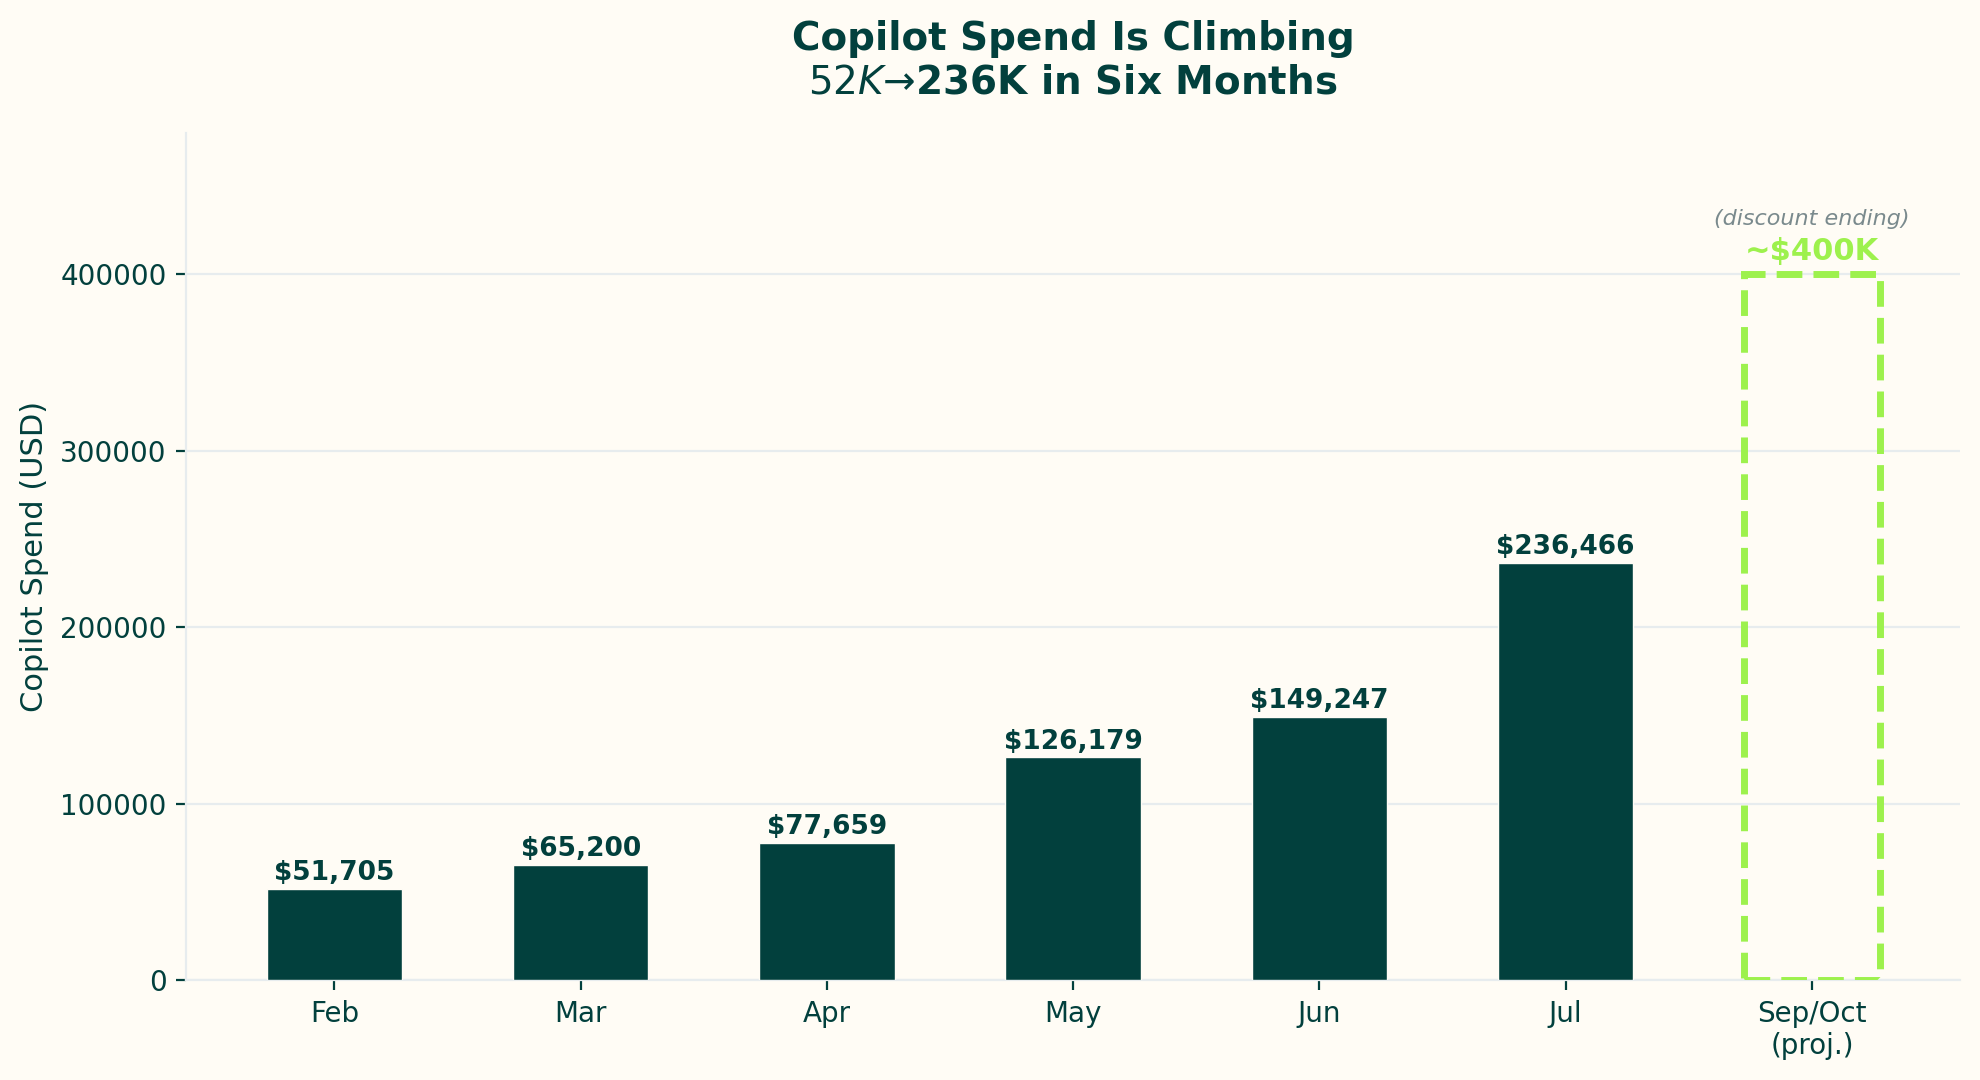 Copilot Spend Is Climbing
52K→236K in Six Months
(discount ending)
~$400K
400000
300000
200000
100000
0
Copilot Spend (USD)
$51,705
$65,200
$77,659
$126,179
$149,247
$236,466
Feb
Mar
Apr
May
Jun
Jul
Sep/Oct
(proj.)